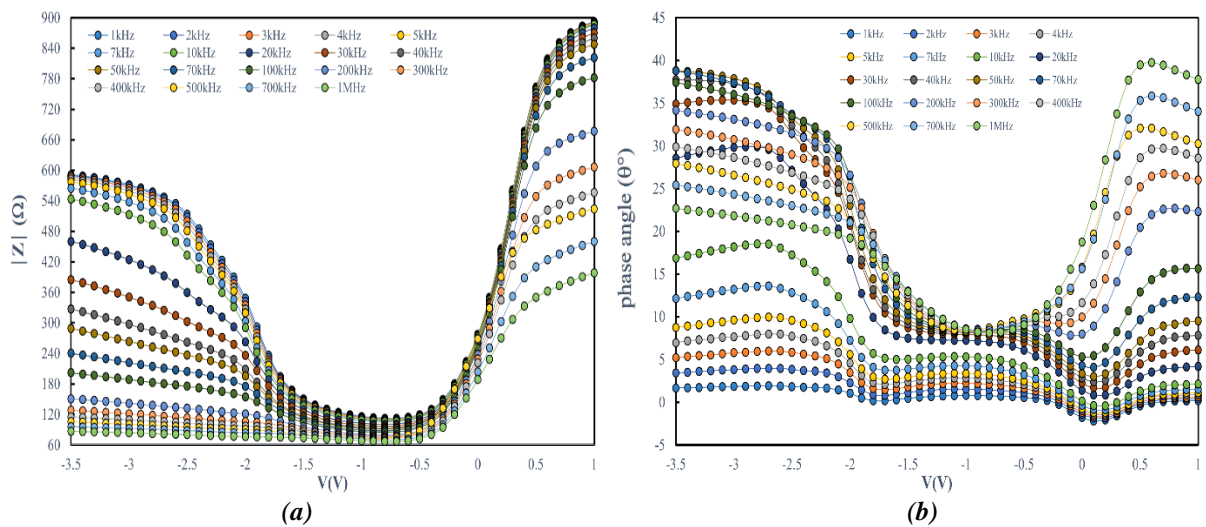 900
840
780
720
660
600
540
480
420
360
300
240
180
120
60
|Z| (Ω)
1kHz 2kHz 3kHz 4kHz 5kHz
7kHz 10kHz 20kHz 30kHz 40kHz
50kHz 70kHz 100kHz 200kHz 300kHz
400kHz 500kHz 700kHz 1MHz
-3.5 -3 -2.5 -2 -1.5 -1 -0.5 0 0.5 1
V(V)
(a)
45
40
35
30
25
20
15
10
5
0
-5
phase angle (θ°)
1kHz 2kHz 3kHz 4kHz
5kHz 7kHz 10kHz 20kHz
30kHz 40kHz 50kHz 70kHz
100kHz 200kHz 300kHz 400kHz
500kHz 700kHz 1MHz
-3.5 -3 -2.5 -2 -1.5 -1 -0.5 0 0.5 1
V(V)
(b)